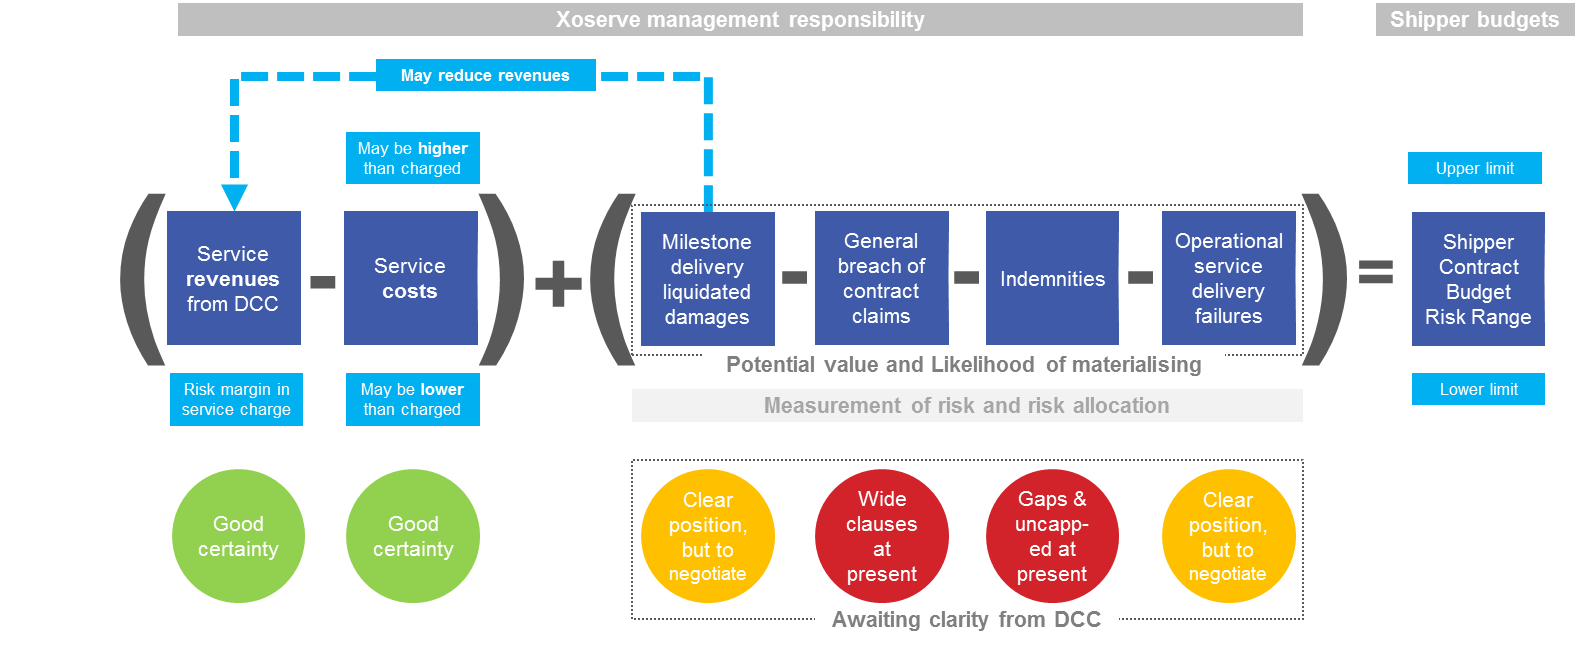 Xoserve management responsibility
Shipper budgets
May reduce revenues
May be higher
than charged
Upper limit
(
Service
revenues
from DCC
-
Service
costs
)
+
(
Milestone
delivery
liquidated
damages
-
General
breach of
contract
claims
-
Indemnities
-
Operational
service
delivery
failures
)
=
Shipper
Contract
Budget
Risk Range
Potential value and Likelihood of materialising
Risk margin in
service charge
May be lower
than charged
Lower limit
Measurement of risk and risk allocation
Good
certainty
Good
certainty
Clear
position,
but to
negotiate
Wide
clauses
at
present
Gaps &
uncapp-
ed at
present
Clear
position,
but to
negotiate
Awaiting clarity from DCC